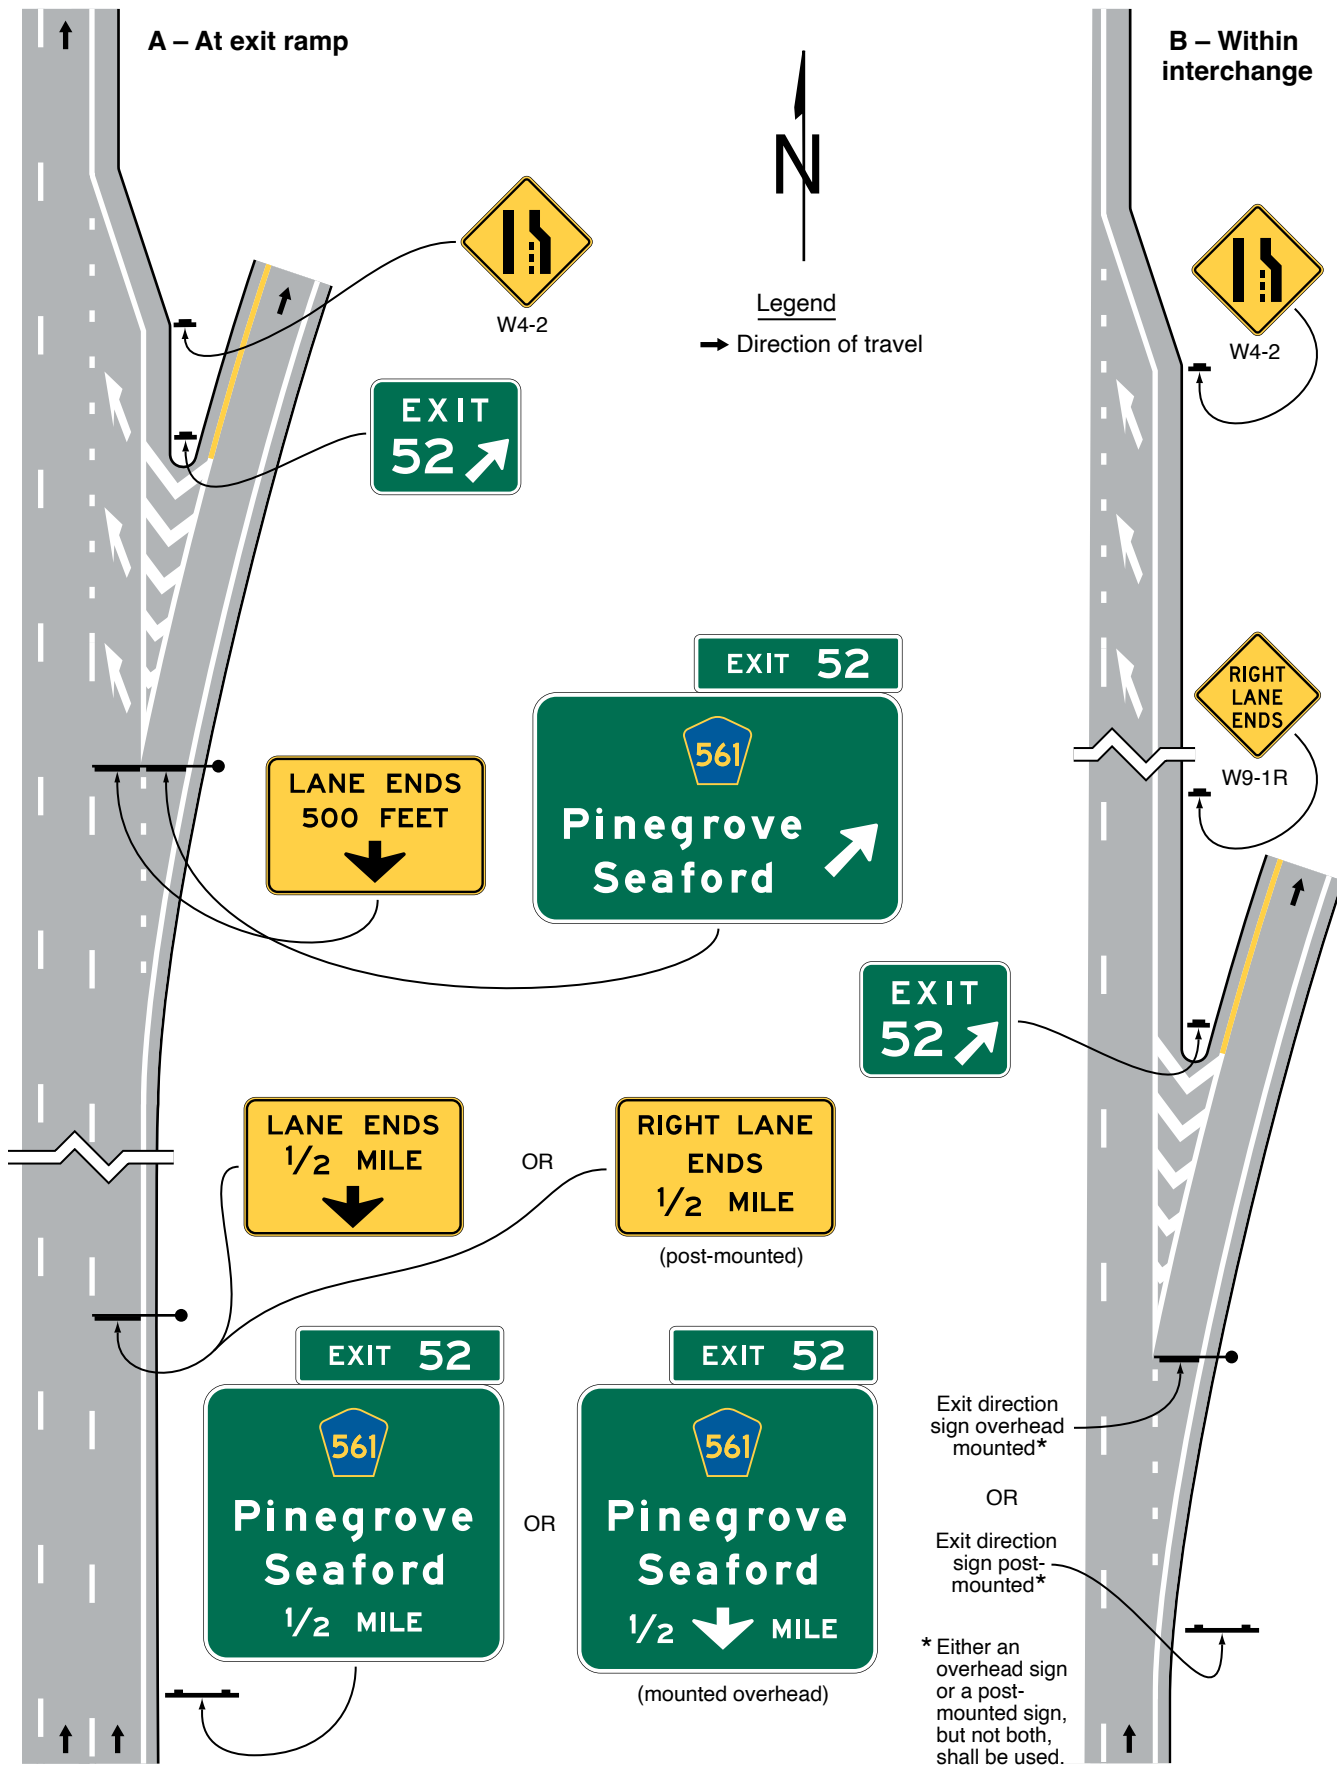 A – At exit ramp
B – Within
interchange
N
W4-2
Legend
Direction of travel
W4-2
EXIT
52
EXIT 52
561
Pinegrove
Seaford
RIGHT
LANE
ENDS
W9-1R
LANE ENDS
500 FEET
EXIT
52
LANE ENDS
1/2 MILE
OR
RIGHT LANE
ENDS
1/2 MILE
(post-mounted)
EXIT 52
561
Pinegrove
Seaford
1/2 MILE
OR
EXIT 52
561
Pinegrove
Seaford
1/2 MILE
(mounted overhead)
Exit direction
sign overhead
mounted*
OR
Exit direction
sign post-
mounted*
* Either an
overhead sign
or a post-
mounted sign,
but not both,
shall be used.